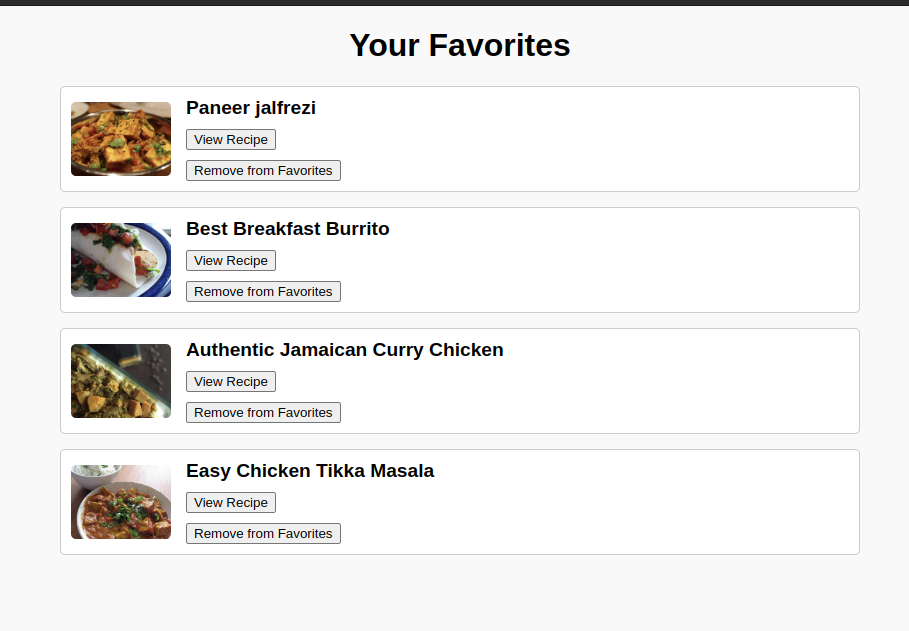 Your Favorites
Paneer jalfrezi
View Recipe
Remove from Favorites
Best Breakfast Burrito
View Recipe
Remove from Favorites
Authentic Jamaican Curry Chicken
View Recipe
Remove from Favorites
Easy Chicken Tikka Masala
View Recipe
Remove from Favorites